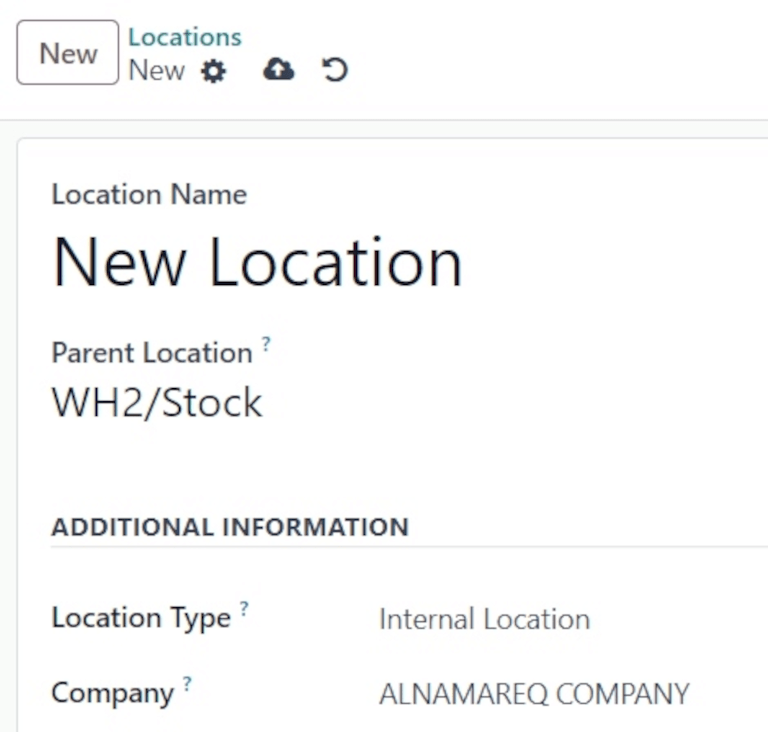 New
Locations
New
Location Name
New Location
Parent Location ?
WH2/Stock
ADDITIONAL INFORMATION
Location Type ? Internal Location
Company ? ALNAMAREQ COMPANY